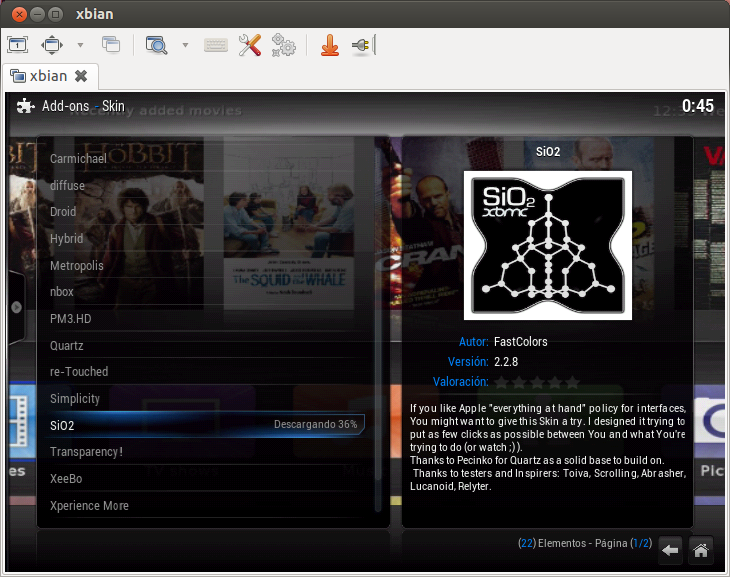 xbian
xbian
Add-ons - Skin
Recently added movies
0:45
12:35 We
HOBBIT
HOBBIT
CRANK
THE SQUID AND THE WHALE
Carmichael
diffuse
Droid
Hybrid
Metropolis
nbox
PM3.HD
Quartz
re-Touched
Simplicity
SiO2
Descargando 36%
Transparency!
XeeBo
Xperience More
SiO2
SiO2
xbmc
Autor: FastColors
Versión: 2.2.8
Valoración:
If you like Apple "everything at hand" policy for interfaces,
You might want to give this Skin a try. I designed it trying to
put as few clicks as possible between You and what You're
trying to do (or watch ;) ).
Thanks to Pecinko for Quartz as a solid base to build on.
Thanks to testers and Inspirers: Toiva, Scrolling, Abrasher,
Lucanoid, Relyter.
es
Pic
(22) Elementos - Página (1/2)